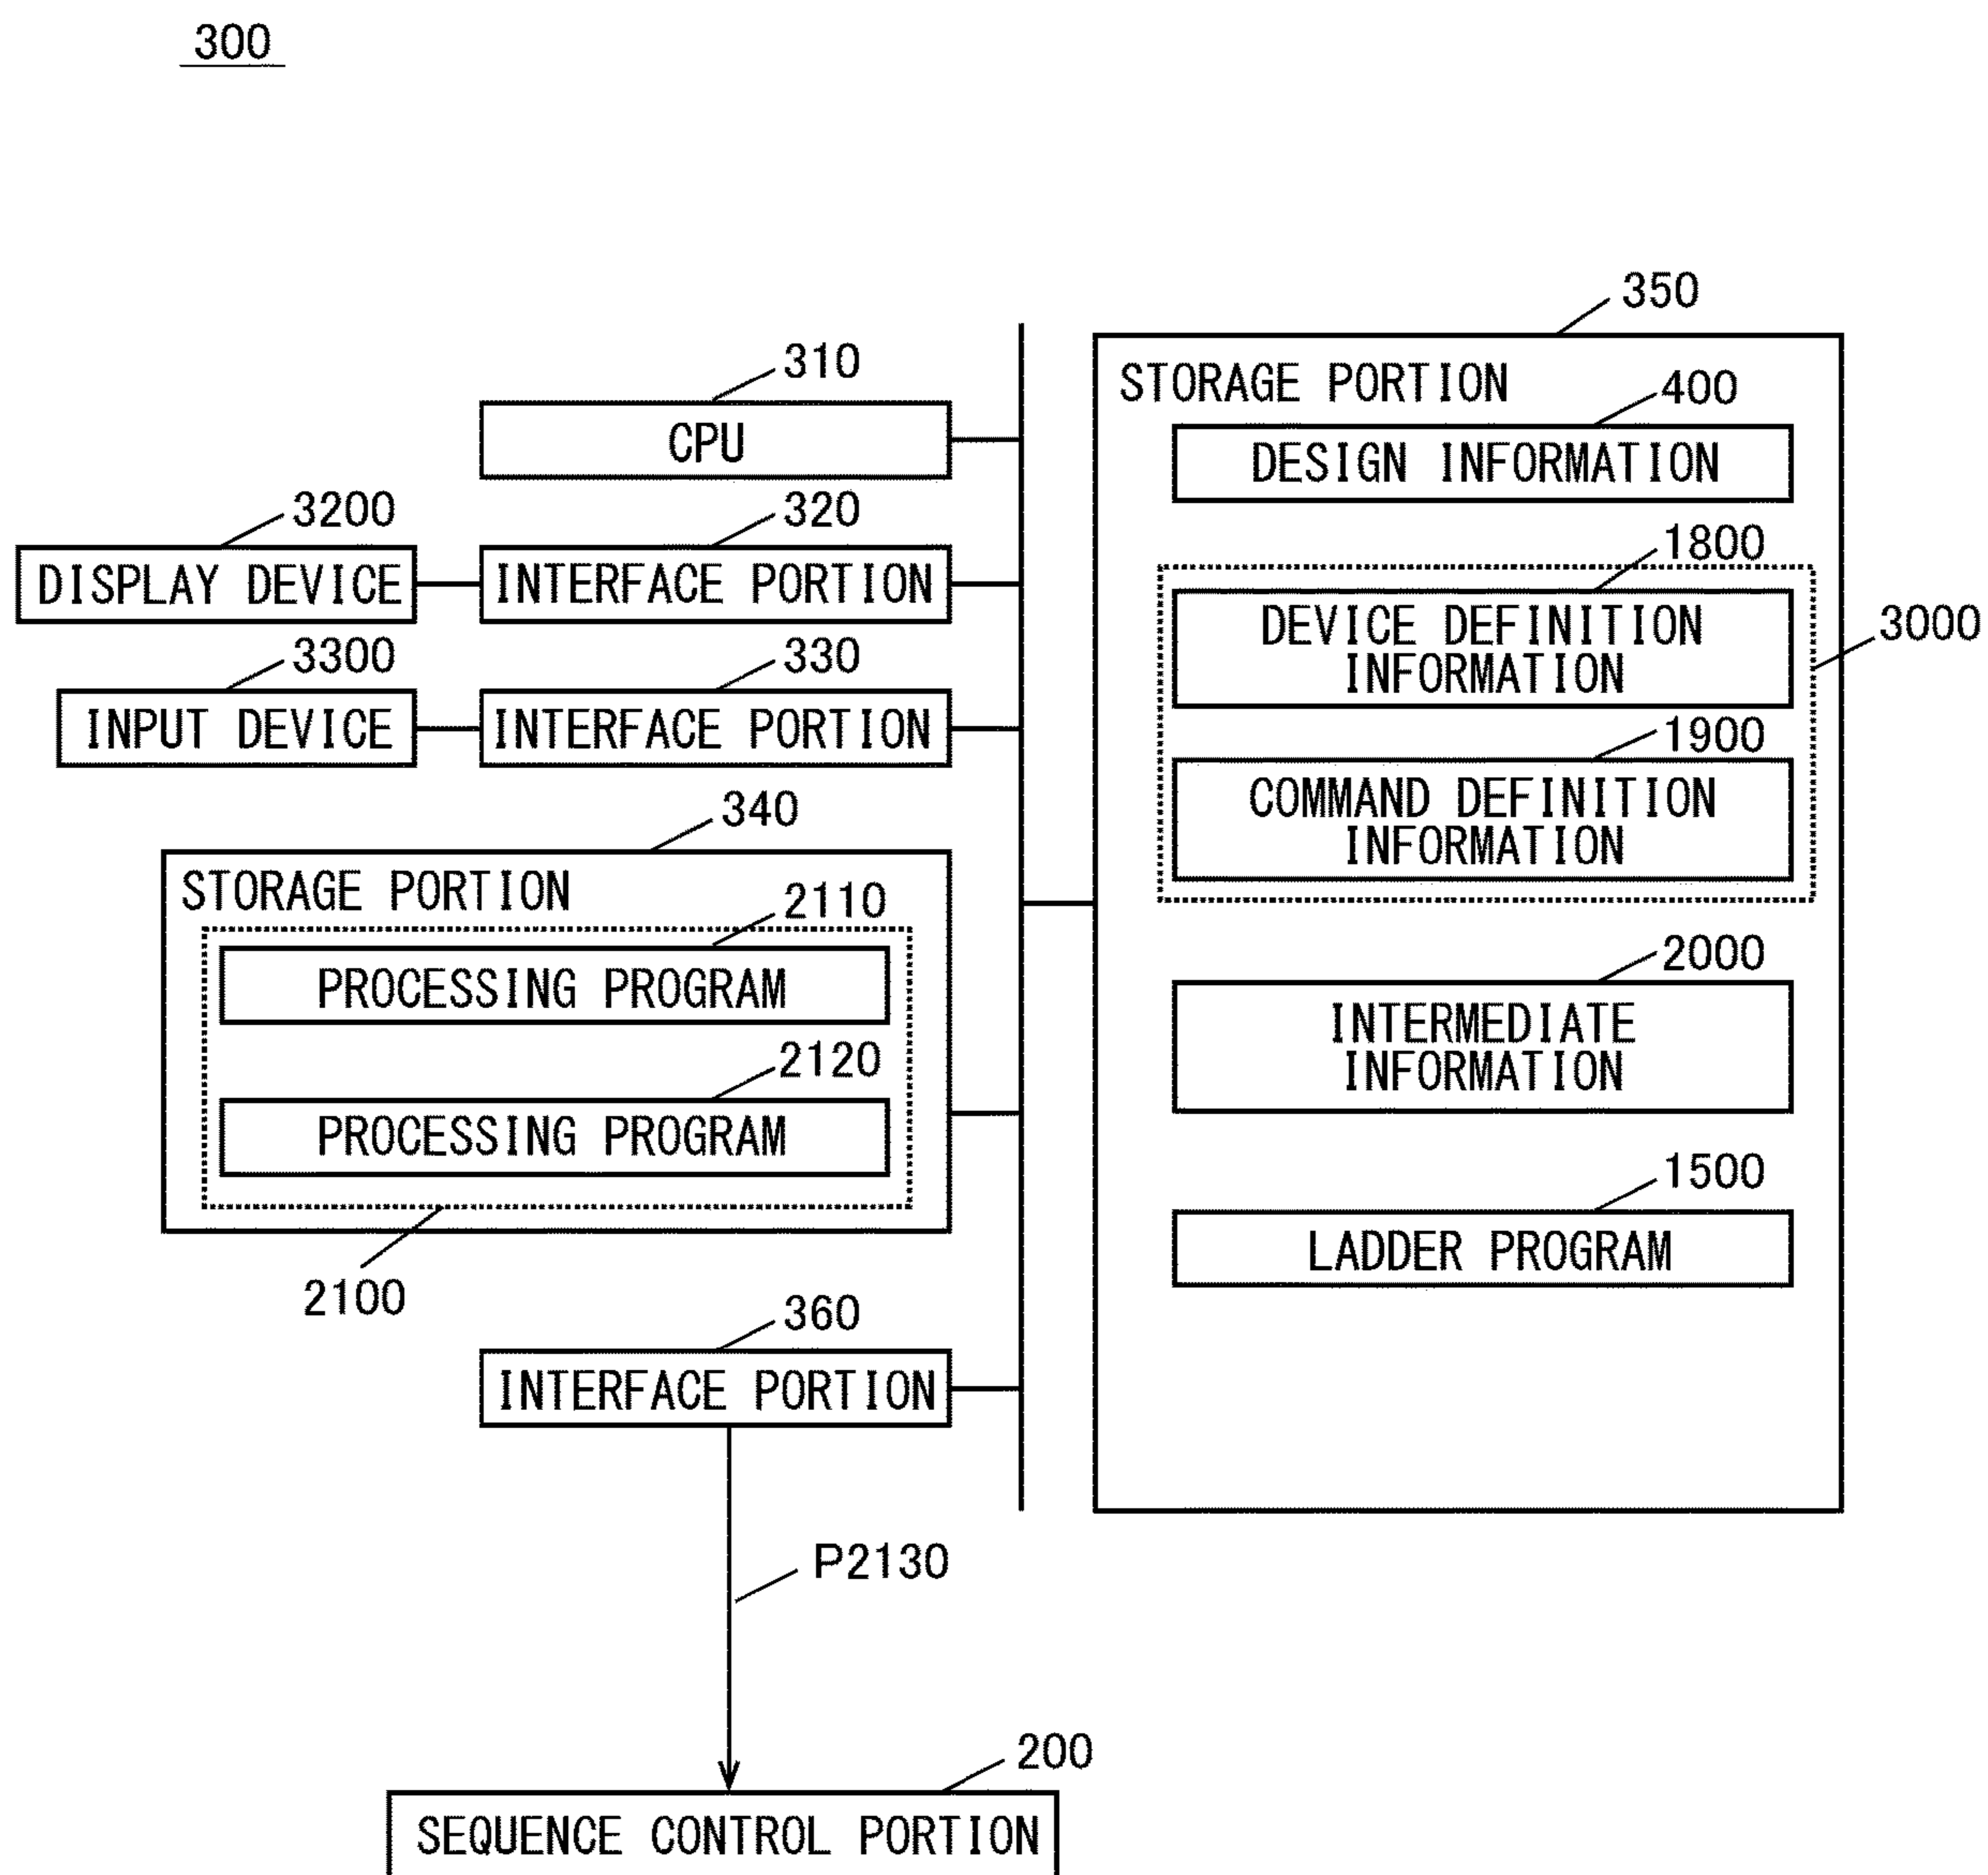 300
350
STORAGE PORTION
400
DESIGN INFORMATION
1800
DEVICE DEFINITION
INFORMATION
3000
1900
COMMAND DEFINITION
INFORMATION
2000
INTERMEDIATE
INFORMATION
1500
LADDER PROGRAM
310
CPU
3200
DISPLAY DEVICE
320
INTERFACE PORTION
3300
INPUT DEVICE
330
INTERFACE PORTION
340
STORAGE PORTION
2110
PROCESSING PROGRAM
2120
PROCESSING PROGRAM
2100
360
INTERFACE PORTION
P2130
200
SEQUENCE CONTROL PORTION